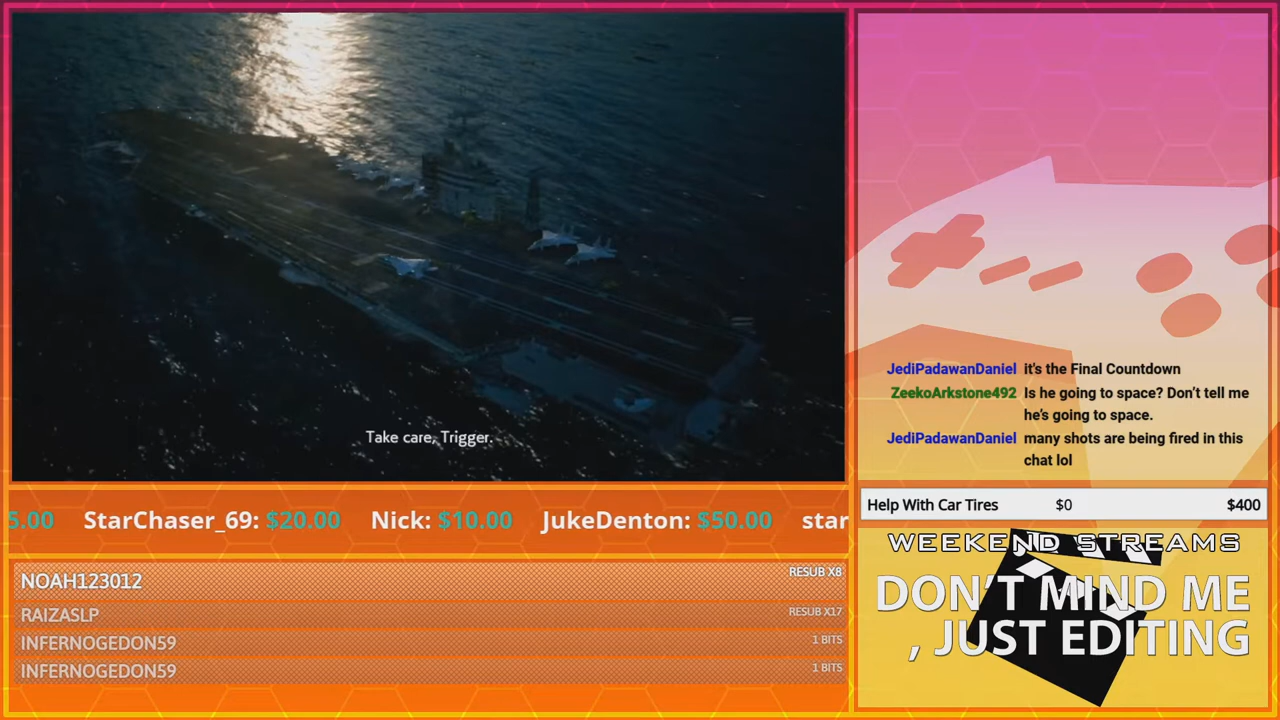 Take care, Trigger.
5.00 StarChaser_69: $20.00 Nick: $10.00 JukeDenton: $50.00 star
NOAH123012 RESUB X8
RAIZASLP RESUB X17
INFERNOGEDON59 1 BITS
INFERNOGEDON59 1 BITS
JediPadawanDaniel it's the Final Countdown
ZeekoArkstone492 Is he going to space? Don't tell me
he's going to space.
JediPadawanDaniel many shots are being fired in this
chat lol
Help With Car Tires $0 $400
WEEKEND STREAMS
DON'T MIND ME
, JUST EDITING